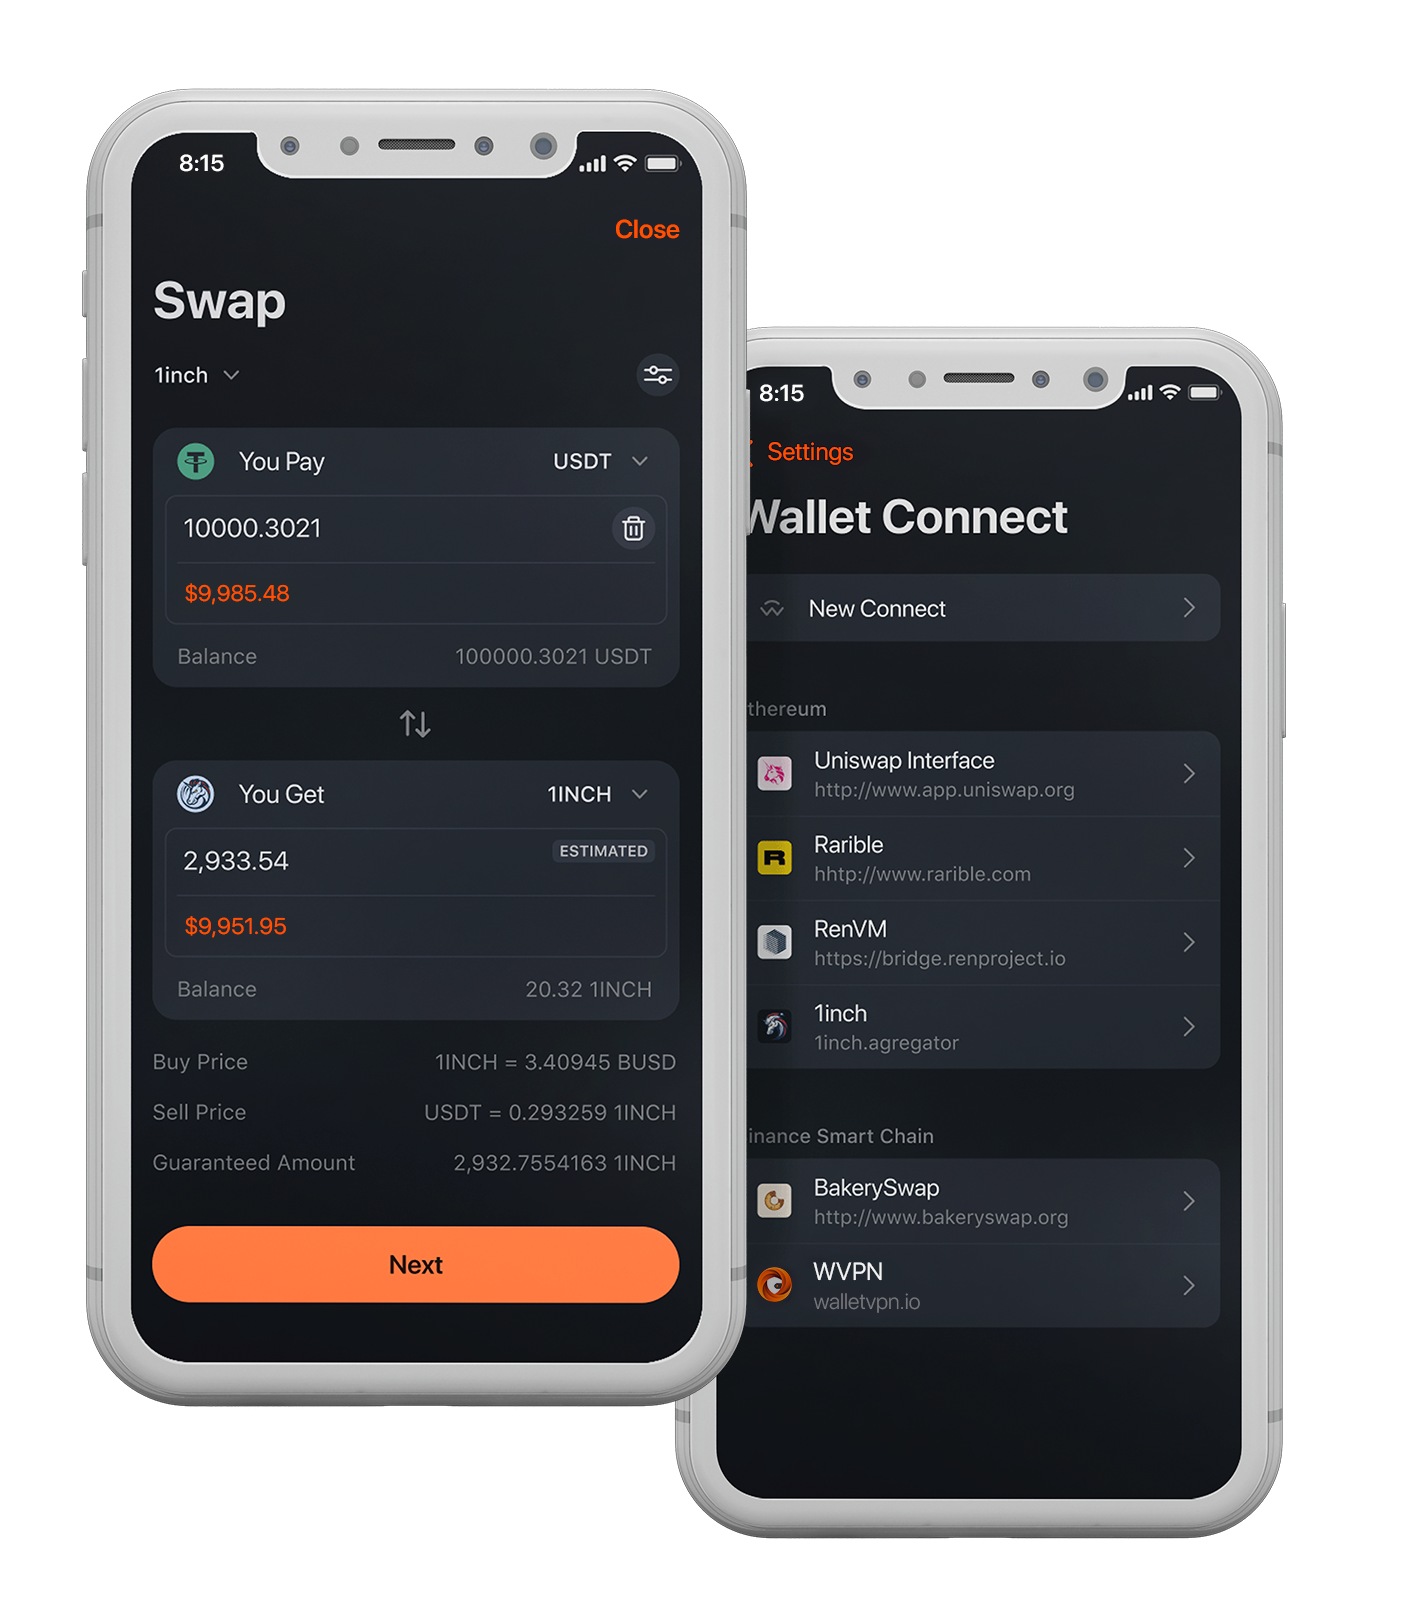 8:15
Close
Swap
1inch
You Pay USDT
10000.3021
$9,985.48
Balance 100000.3021 USDT
You Get 1INCH
2,933.54 ESTIMATED
$9,951.95
Balance 20.32 1INCH
Buy Price 1INCH = 3.40945 BUSD
Sell Price USDT = 0.293259 1INCH
Guaranteed Amount 2,932.7554163 1INCH
Next
8:15
Settings
Wallet Connect
New Connect
thereum
Uniswap Interface
http://www.app.uniswap.org
Rarible
hhtp://www.rarible.com
RenVM
https://bridge.renproject.io
1inch
1inch.agregator
inance Smart Chain
BakerySwap
http://www.bakeryswap.org
WVPN
walletvpn.io